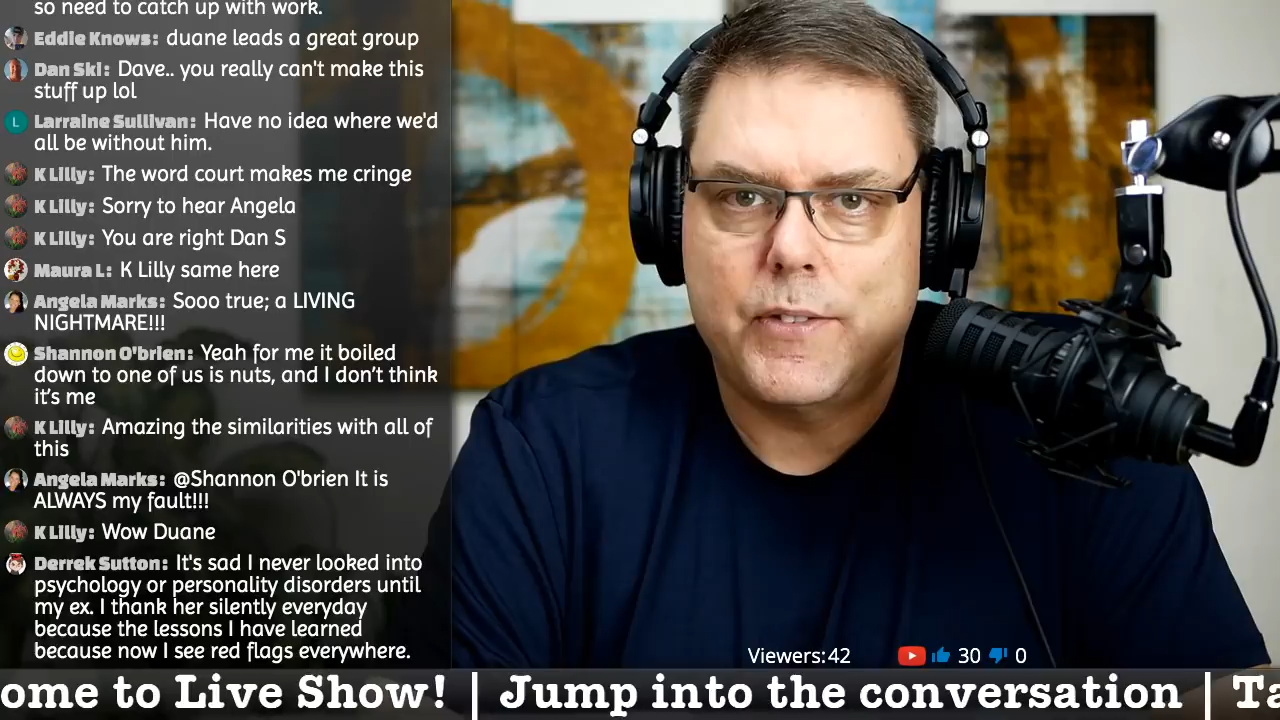 so need to catch up with work.
Eddie Knows: duane leads a great group
Dan Ski: Dave.. you really can't make this
stuff up lol
L Larraine Sullivan: Have no idea where we'd
all be without him.
K Lilly: The word court makes me cringe
K Lilly: Sorry to hear Angela
K Lilly: You are right Dan S
Maura L: K Lilly same here
Angela Marks: Sooo true; a LIVING
NIGHTMARE!!!
Shannon O'brien: Yeah for me it boiled
down to one of us is nuts, and I don’t think
it’s me
K Lilly: Amazing the similarities with all of
this
Angela Marks: @Shannon O'brien It is
ALWAYS my fault!!!
K Lilly: Wow Duane
Derrek Sutton: It's sad I never looked into
psychology or personality disorders until
my ex. I thank her silently everyday
because the lessons I have learned
because now I see red flags everywhere.
Viewers:42 30 0
ome to Live Show! | Jump into the conversation | Ta